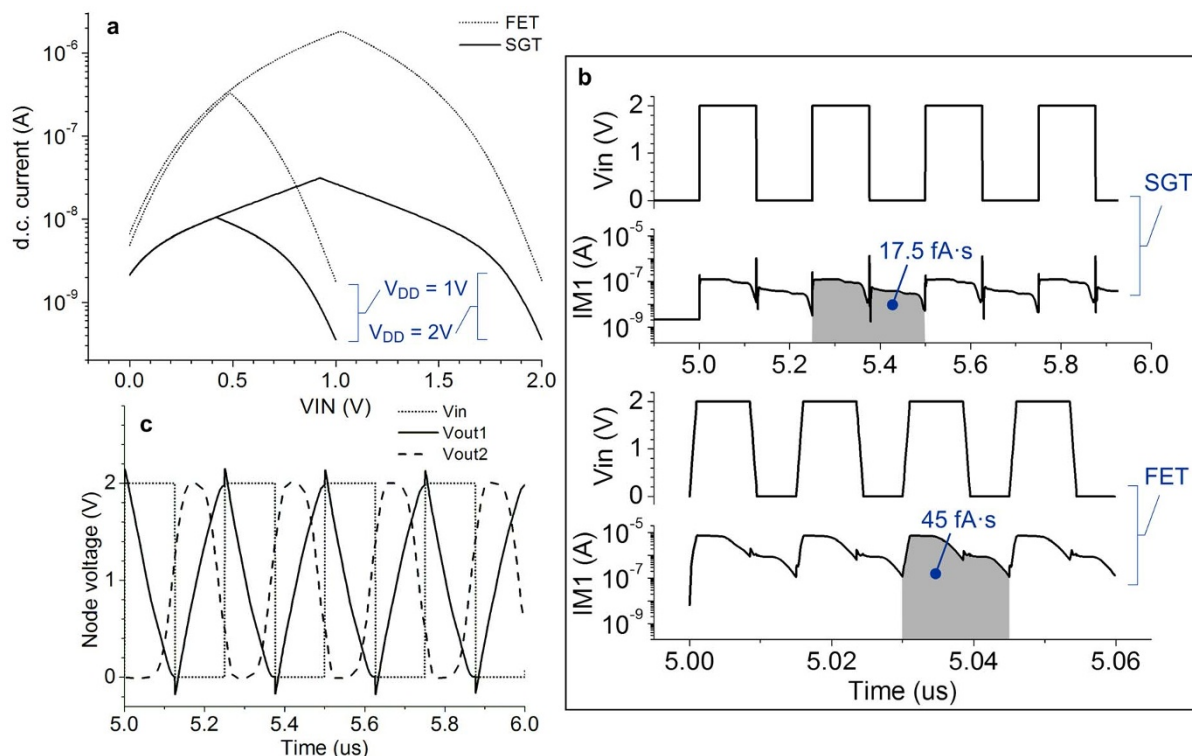 a
FET
SGT
d.c. current (A)
10⁻⁶
10⁻⁷
10⁻⁸
10⁻⁹
V_DD = 1V
V_DD = 2V
0.0 0.5 1.0 1.5 2.0
VIN (V)
b
Vin (V)
2
0
SGT
IM1 (A)
10⁻⁵
10⁻⁷
10⁻⁹
17.5 fA·s
5.0 5.2 5.4 5.6 5.8 6.0
Vin (V)
2
0
FET
IM1 (A)
10⁻⁵
10⁻⁷
10⁻⁹
45 fA·s
5.00 5.02 5.04 5.06
Time (us)
c
Vin
Vout1
Vout2
Node voltage (V)
2
1
0
5.0 5.2 5.4 5.6 5.8 6.0
Time (us)